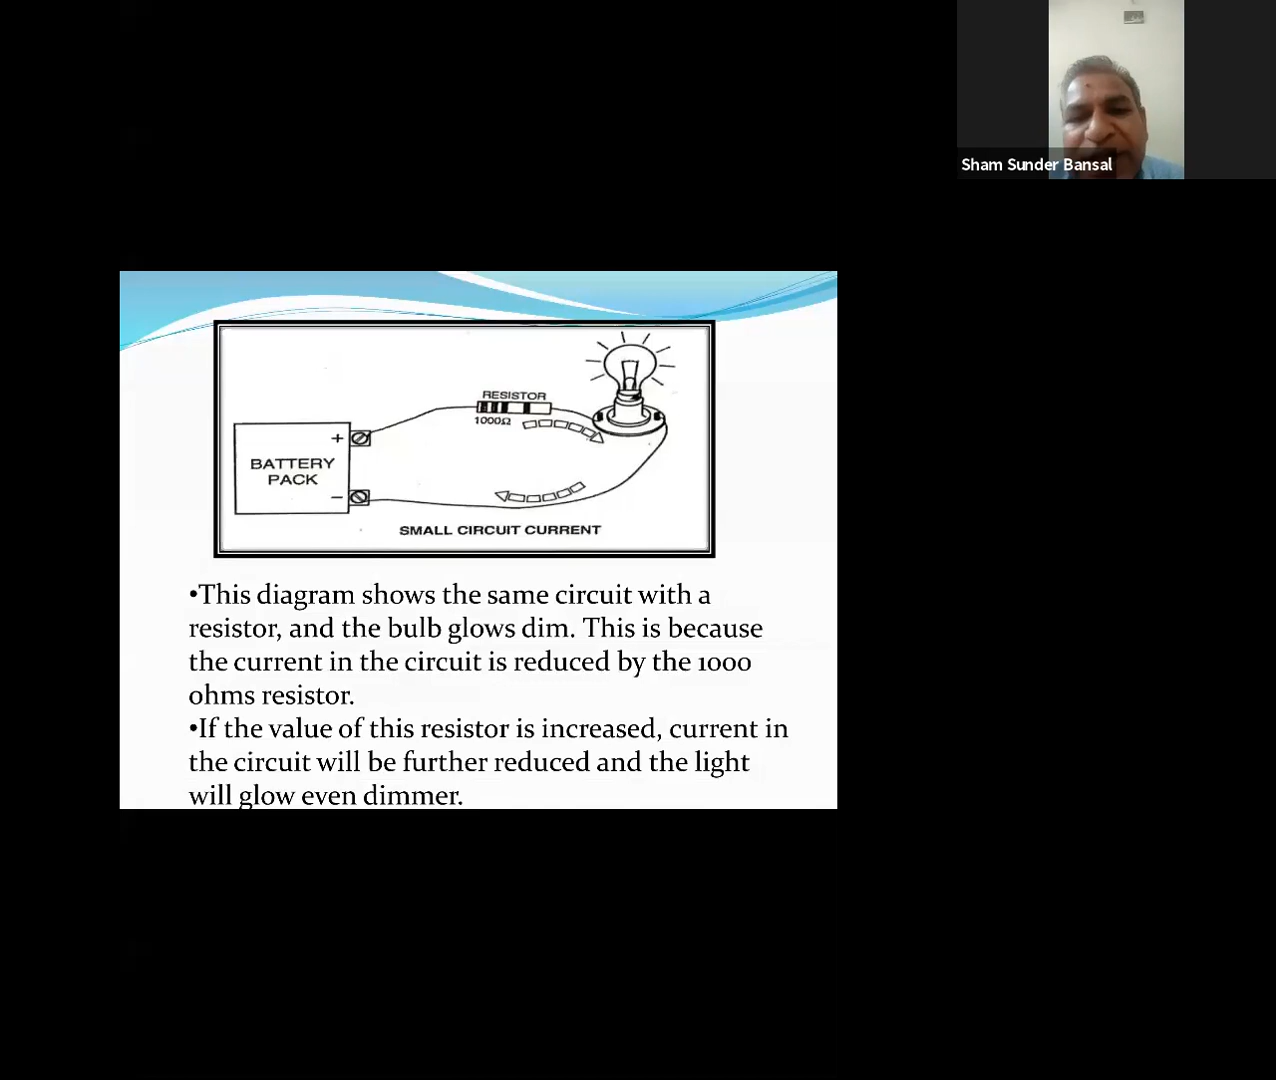 Sham Sunder Bansal
RESISTOR
1000Ω
+
BATTERY
PACK
−
SMALL CIRCUIT CURRENT
•This diagram shows the same circuit with a
resistor, and the bulb glows dim. This is because
the current in the circuit is reduced by the 1000
ohms resistor.
•If the value of this resistor is increased, current in
the circuit will be further reduced and the light
will glow even dimmer.